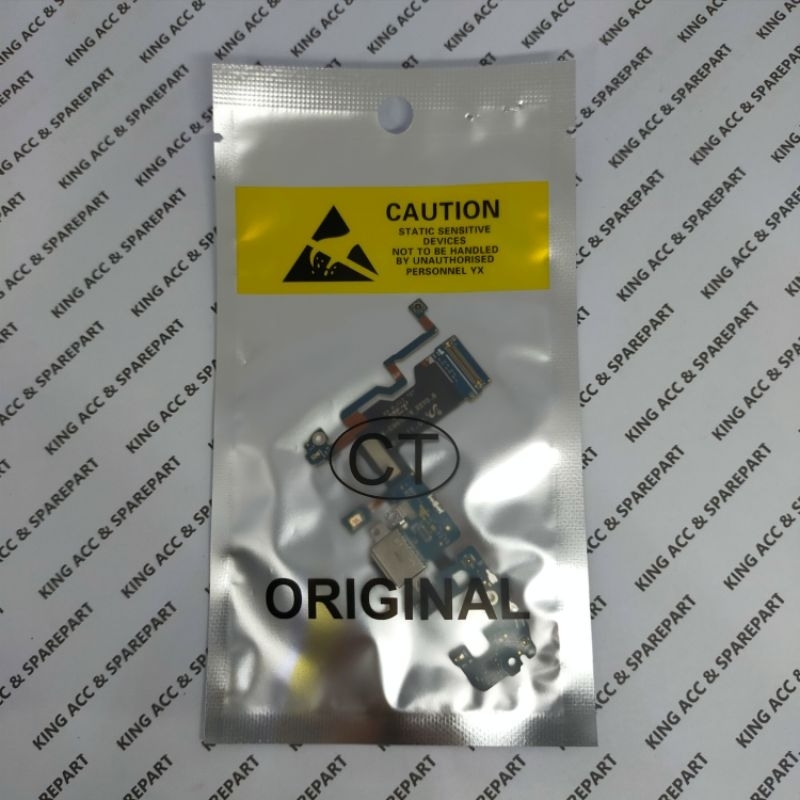 KING ACC & SPAREPART
CAUTION
STATIC SENSITIVE
DEVICES
NOT TO BE HANDLED
BY UNAUTHORISED
PERSONNEL YX
CT
ORIGINAL